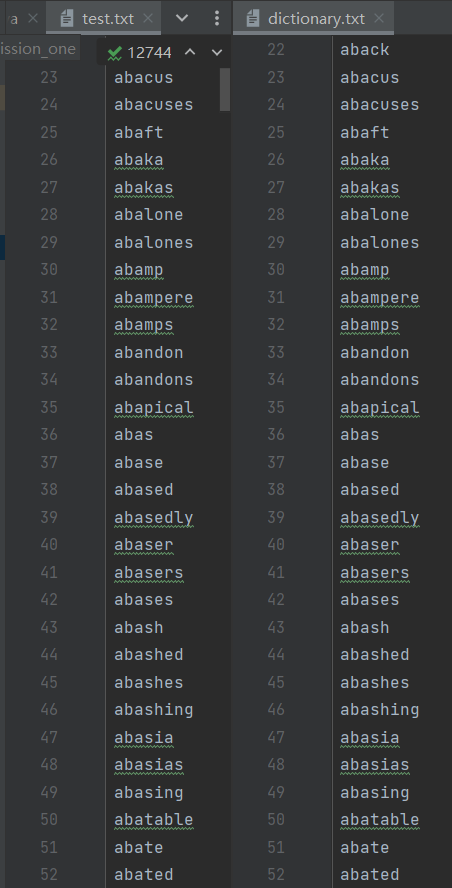 a
test.txt
dictionary.txt
ission_one
12744
22 aback
23 abacus
24 abacuses
25 abaft
26 abaka
27 abakas
28 abalone
29 abalones
30 abamp
31 abampere
32 abamps
33 abandon
34 abandons
35 abapical
36 abas
37 abase
38 abased
39 abasedly
40 abaser
41 abasers
42 abases
43 abash
44 abashed
45 abashes
46 abashing
47 abasia
48 abasias
49 abasing
50 abatable
51 abate
52 abated
23 abacus
24 abacuses
25 abaft
26 abaka
27 abakas
28 abalone
29 abalones
30 abamp
31 abampere
32 abamps
33 abandon
34 abandons
35 abapical
36 abas
37 abase
38 abased
39 abasedly
40 abaser
41 abasers
42 abases
43 abash
44 abashed
45 abashes
46 abashing
47 abasia
48 abasias
49 abasing
50 abatable
51 abate
52 abated